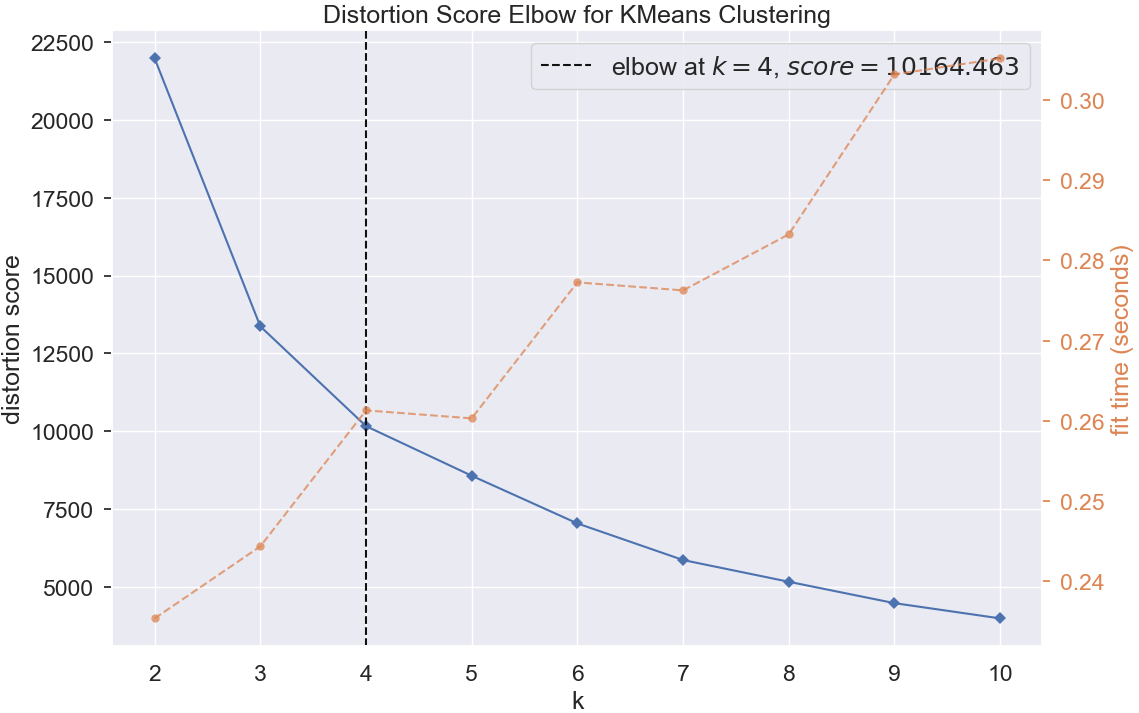 Distortion Score Elbow for KMeans Clustering
elbow at k = 4, score = 10164.463
22500
20000
17500
15000
12500
10000
7500
5000
distortion score
0.30
0.29
0.28
0.27
0.26
0.25
0.24
fit time (seconds)
2 3 4 5 6 7 8 9 10
k